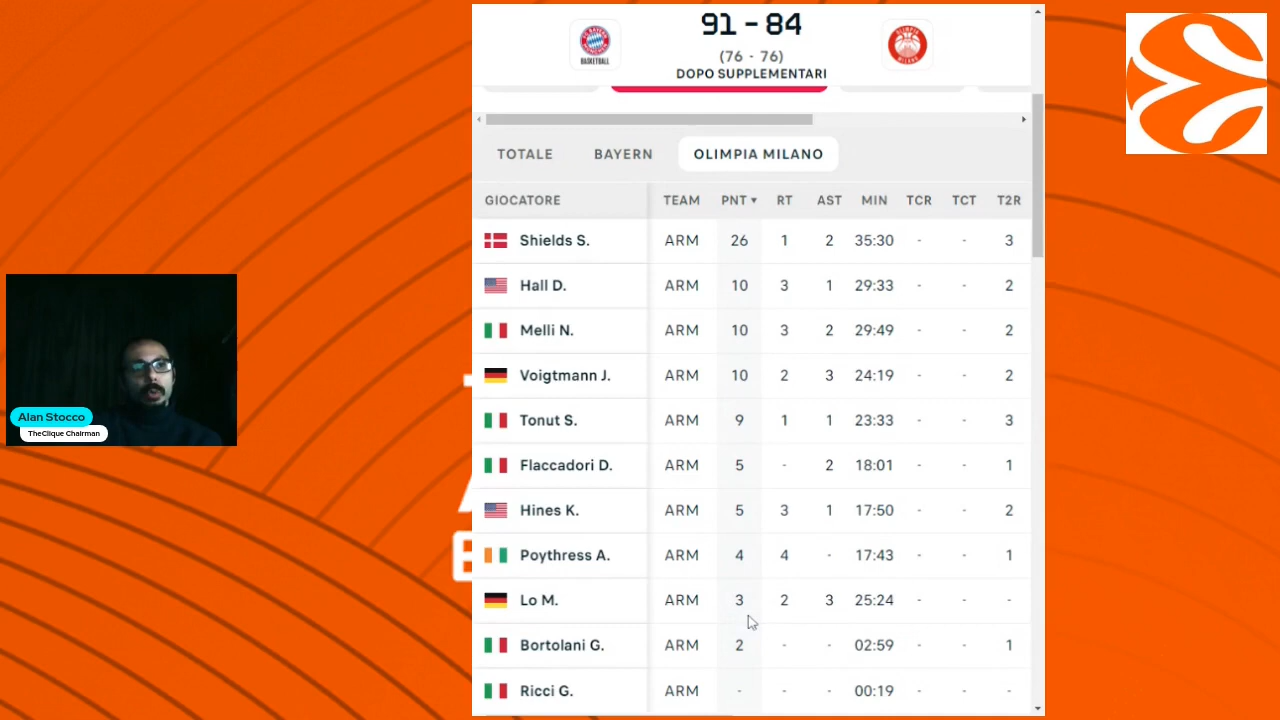 91 - 84
(76 - 76)
DOPO SUPPLEMENTARI
BASKETBALL
OLIMPIA
MILANO
TOTALE BAYERN OLIMPIA MILANO
GIOCATORE TEAM PNT RT AST MIN TCR TCT T2R
Shields S. ARM 26 1 2 35:30 - - 3
Hall D. ARM 10 3 1 29:33 - - 2
Melli N. ARM 10 3 2 29:49 - - 2
Voigtmann J. ARM 10 2 3 24:19 - - 2
Tonut S. ARM 9 1 1 23:33 - - 3
Flaccadori D. ARM 5 - 2 18:01 - - 1
Hines K. ARM 5 3 1 17:50 - - 2
Poythress A. ARM 4 4 - 17:43 - - 1
Lo M. ARM 3 2 3 25:24 - - -
Bortolani G. ARM 2 - - 02:59 - - 1
Ricci G. ARM - - - 00:19 - - -
Alan Stocco
TheClique Chairman